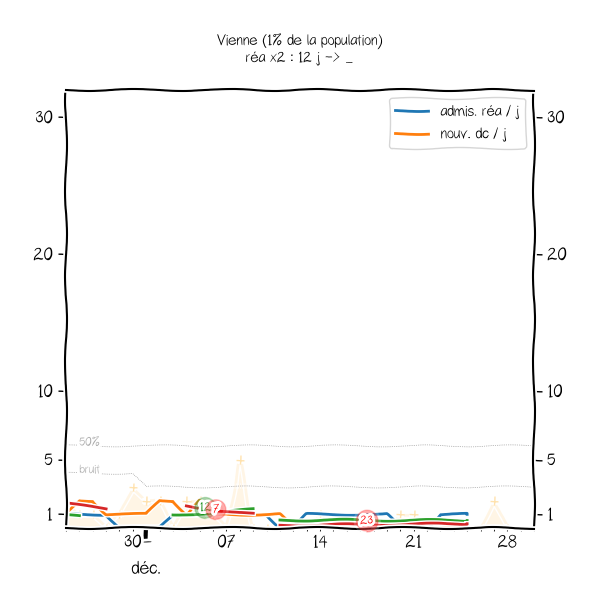 Vienne (1% de la population)
réa x2 : 12 j -> _
admis. réa / j
nouv. dc / j
30 30
20 20
10 10
50%
5 5
bruit
1 12 7 23 1
30 07 14 21 28
déc.